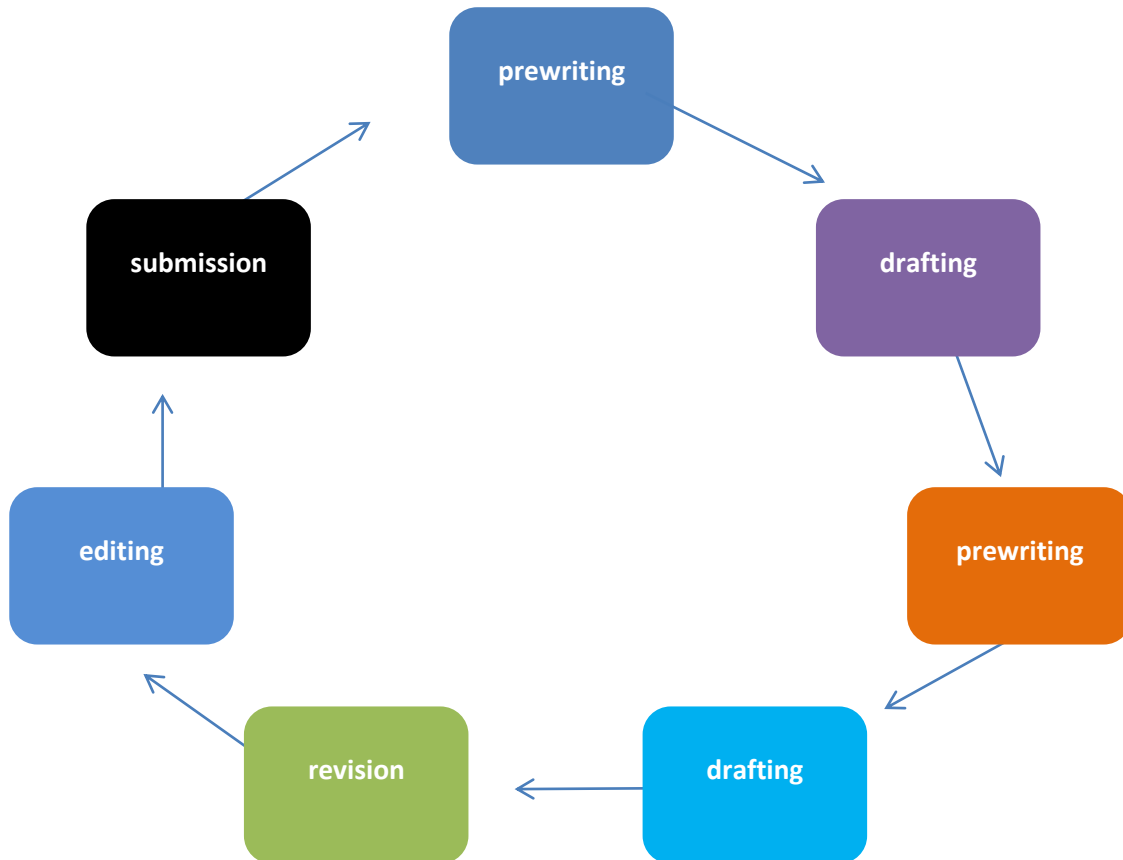 prewriting
drafting
prewriting
drafting
revision
editing
submission